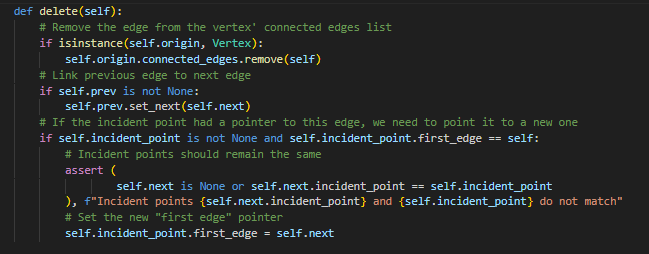 def delete(self):
    # Remove the edge from the vertex' connected edges list
    if isinstance(self.origin, Vertex):
        self.origin.connected_edges.remove(self)
    # Link previous edge to next edge
    if self.prev is not None:
        self.prev.set_next(self.next)
    # If the incident point had a pointer to this edge, we need to point it to a new one
    if self.incident_point is not None and self.incident_point.first_edge == self:
        # Incident points should remain the same
        assert (
                self.next is None or self.next.incident_point == self.incident_point
        ), f"Incident points {self.next.incident_point} and {self.incident_point} do not match"
        # Set the new "first edge" pointer
        self.incident_point.first_edge = self.next